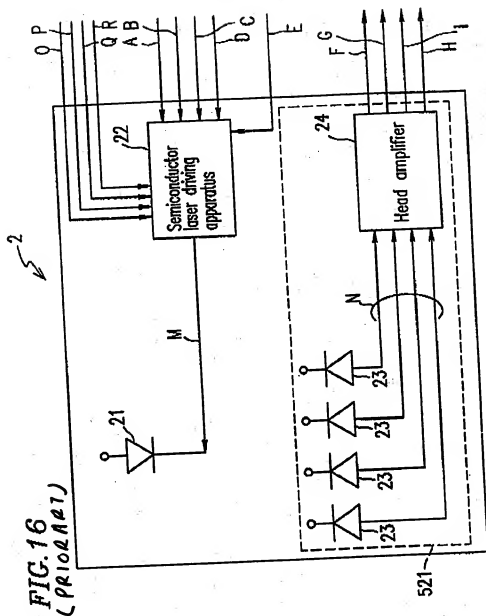 FIG. 16
(PRIOR ART)
2
O
P
Q
R
A
B
C
D
E
22
Semiconductor
laser driving
apparatus
M
21
F
G
I
H
24
Head amplifier
N
23
23
23
23
521